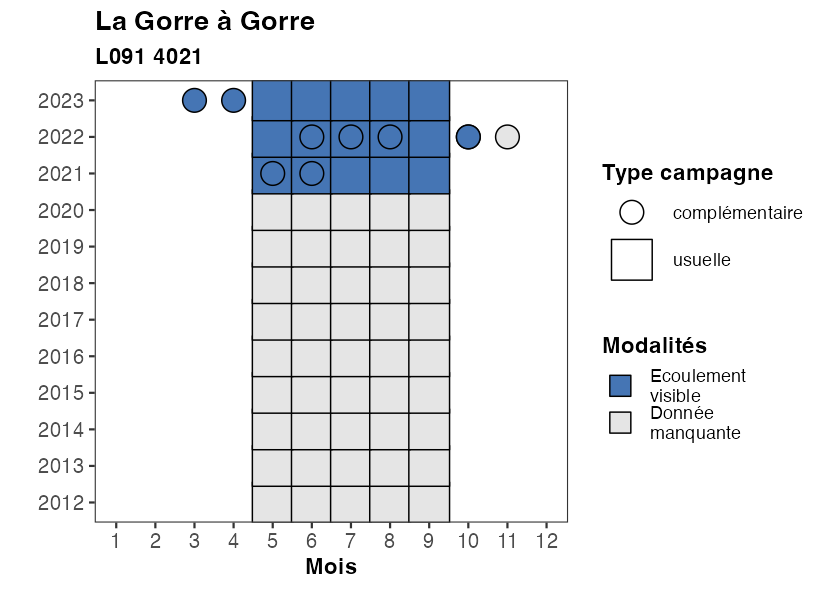 La Gorre à Gorre
L091 4021
2023
2022
2021
2020
2019
2018
2017
2016
2015
2014
2013
2012
1 2 3 4 5 6 7 8 9 10 11 12
Mois
Type campagne
complémentaire
usuelle
Modalités
Ecoulement
visible
Donnée
manquante